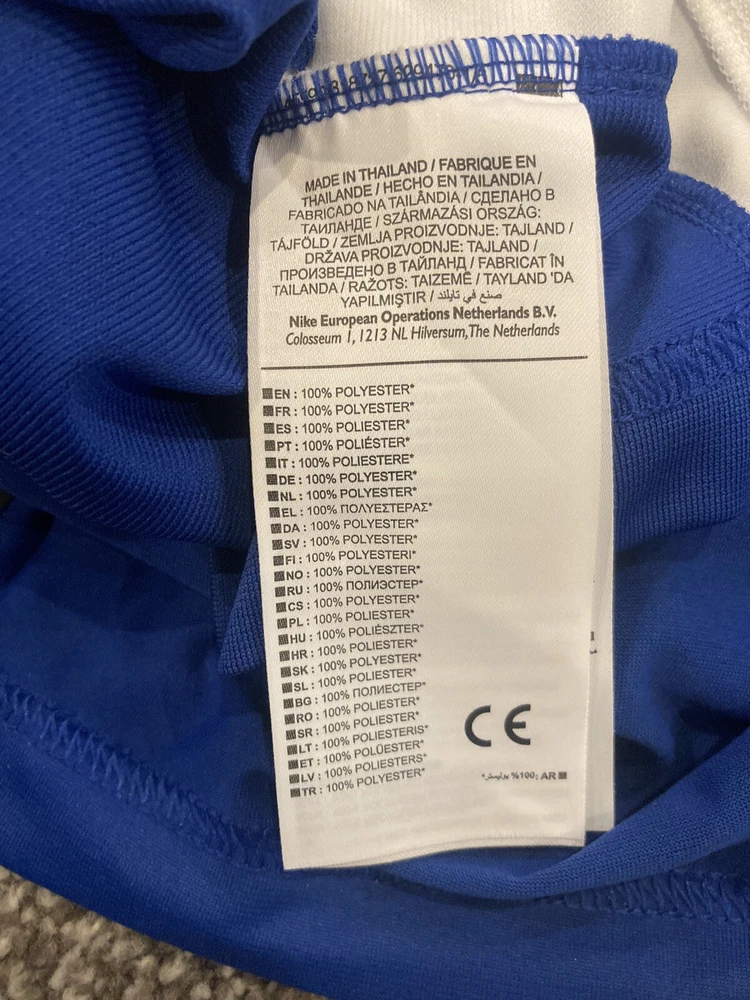 MADE IN THAILAND / FABRIQUE EN
THAILANDE / HECHO EN TAILANDIA /
FABRICADO NA TAILÂNDIA / СДЕЛАНО В
ТАИЛАНДЕ / SZÁRMAZÁSI ORSZÁG:
TÁJFÖLD / ZEMLJA PROIZVODNJE: TAJLAND /
DRŽAVA PROIZVODNJE: TAJLAND /
ПРОИЗВЕДЕНО В ТАЙЛАНД / FABRICAT ÎN
TAILANDA / RAŽOTS: TAIZEMĒ / TAYLAND 'DA
YAPILMIŞTIR / صنع في تايلند
Nike European Operations Netherlands B.V.
Colosseum 1, 1213 NL Hilversum, The Netherlands
EN : 100% POLYESTER*
FR : 100% POLYESTER*
ES : 100% POLIÉSTER*
PT : 100% POLIÉSTER*
IT : 100% POLIESTERE*
DE : 100% POLYESTER*
NL : 100% POLYESTER*
EL : 100% ΠΟΛΥΕΣΤΕΡΑΣ*
DA : 100% POLYESTER*
SV : 100% POLYESTER*
FI : 100% POLYESTERI*
NO : 100% POLYESTER*
RU : 100% ПОЛИЭСТЕР*
CS : 100% POLYESTER*
PL : 100% POLIESTER*
HU : 100% POLIÉSZTER*
HR : 100% POLIESTER*
SK : 100% POLYESTER*
SL : 100% POLIESTER*
BG : 100% ПОЛИЕСТЕР*
RO : 100% POLIESTER*
SR : 100% POLIESTER*
LT : 100% POLIESTERIS*
ET : 100% POLÜESTER*
LV : 100% POLIESTERS*
TR : 100% POLYESTER*
CE
AR :100% بوليستر*